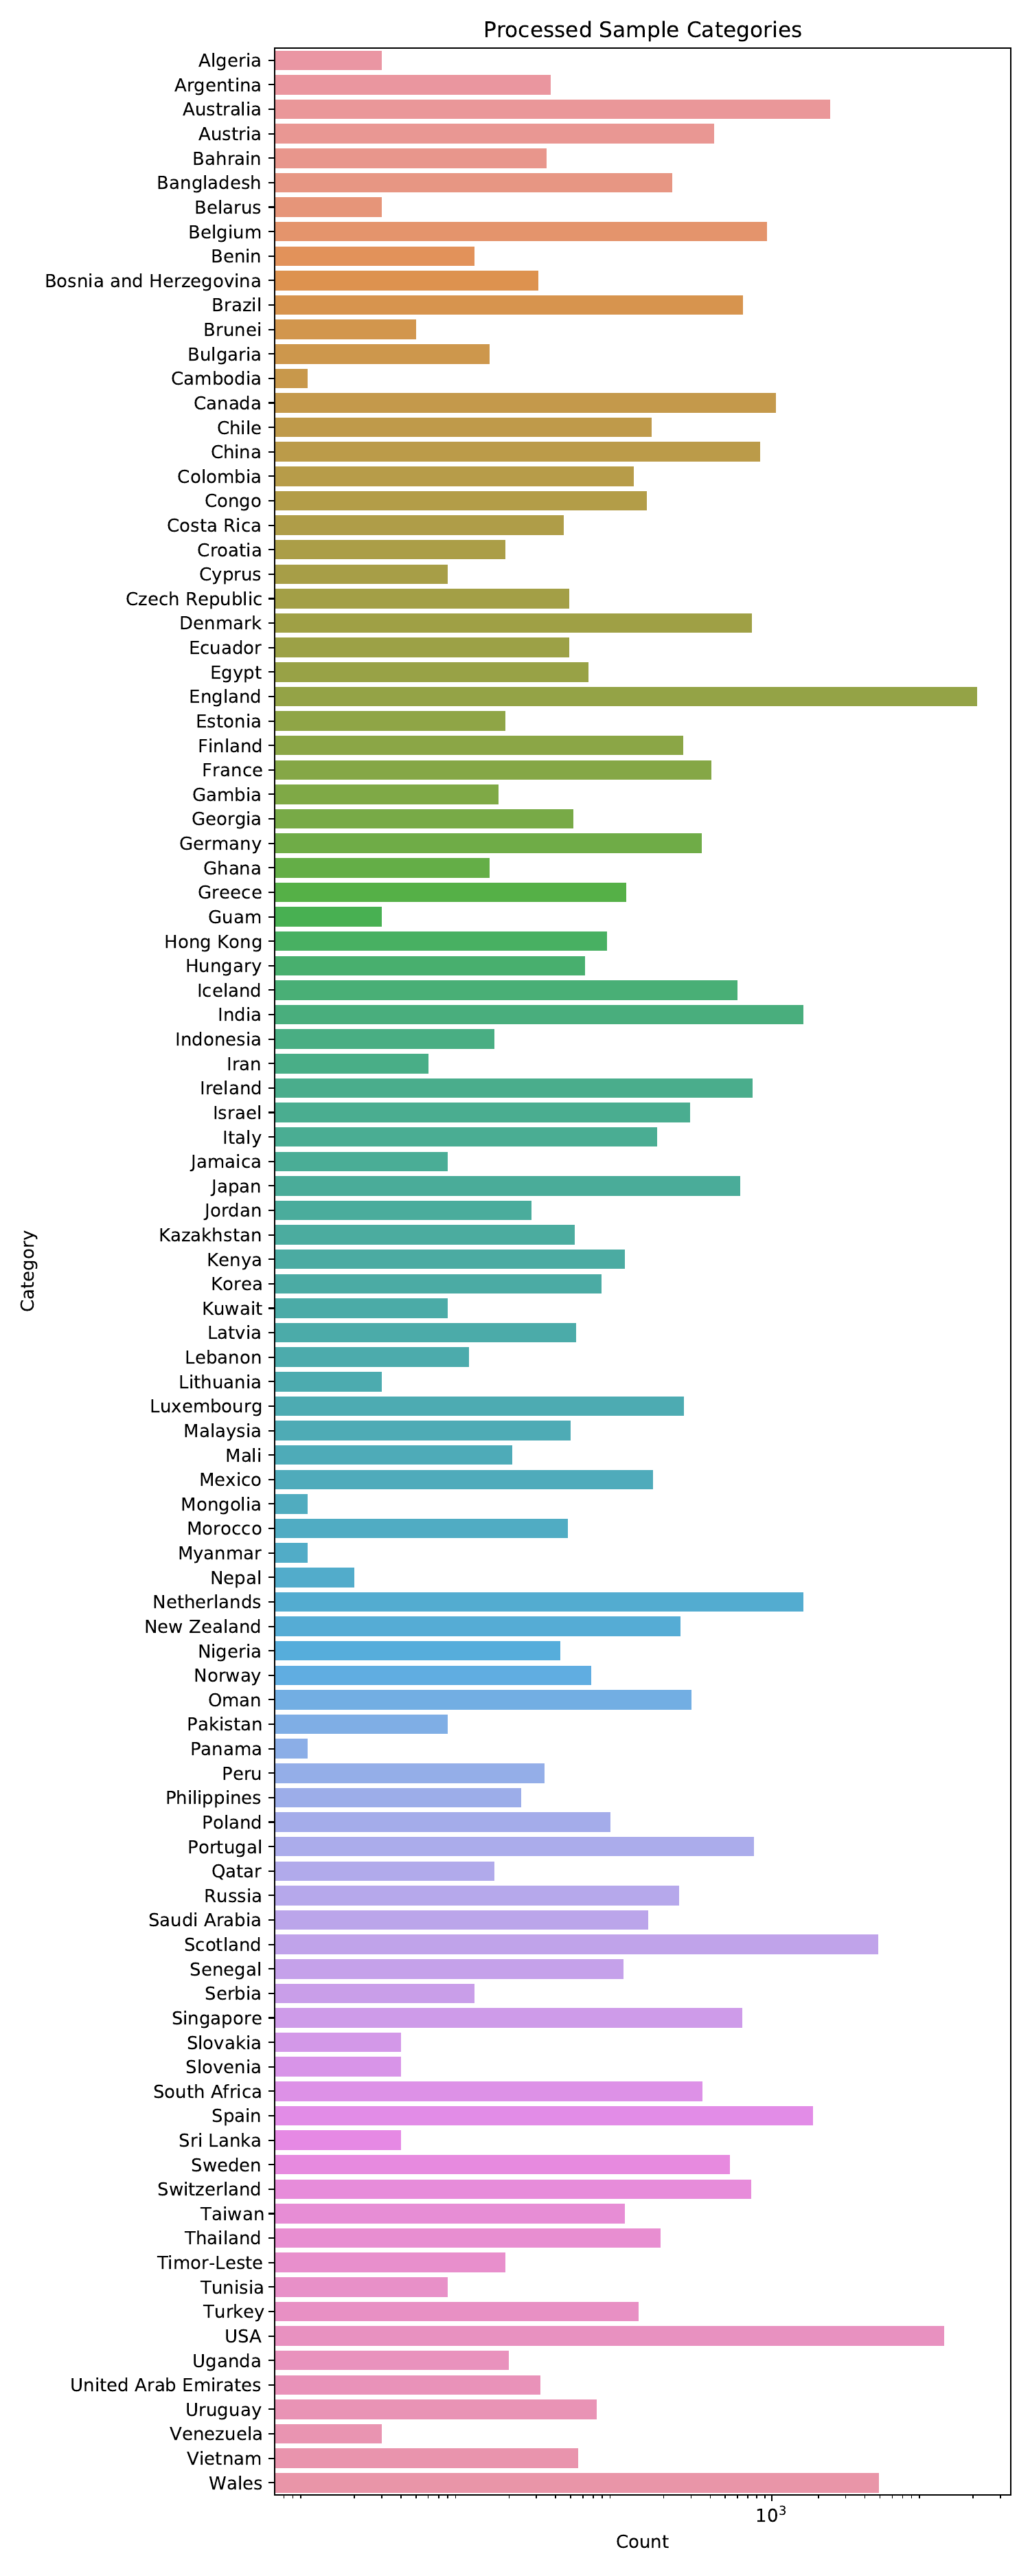 Processed Sample Categories
Algeria
Argentina
Australia
Austria
Bahrain
Bangladesh
Belarus
Belgium
Benin
Bosnia and Herzegovina
Brazil
Brunei
Bulgaria
Cambodia
Canada
Chile
China
Colombia
Congo
Costa Rica
Croatia
Cyprus
Czech Republic
Denmark
Ecuador
Egypt
England
Estonia
Finland
France
Gambia
Georgia
Germany
Ghana
Greece
Guam
Hong Kong
Hungary
Iceland
India
Indonesia
Iran
Ireland
Israel
Italy
Jamaica
Japan
Jordan
Kazakhstan
Kenya
Korea
Kuwait
Latvia
Lebanon
Lithuania
Luxembourg
Malaysia
Mali
Mexico
Mongolia
Morocco
Myanmar
Nepal
Netherlands
New Zealand
Nigeria
Norway
Oman
Pakistan
Panama
Peru
Philippines
Poland
Portugal
Qatar
Russia
Saudi Arabia
Scotland
Senegal
Serbia
Singapore
Slovakia
Slovenia
South Africa
Spain
Sri Lanka
Sweden
Switzerland
Taiwan
Thailand
Timor-Leste
Tunisia
Turkey
USA
Uganda
United Arab Emirates
Uruguay
Venezuela
Vietnam
Wales
Category
10³
Count